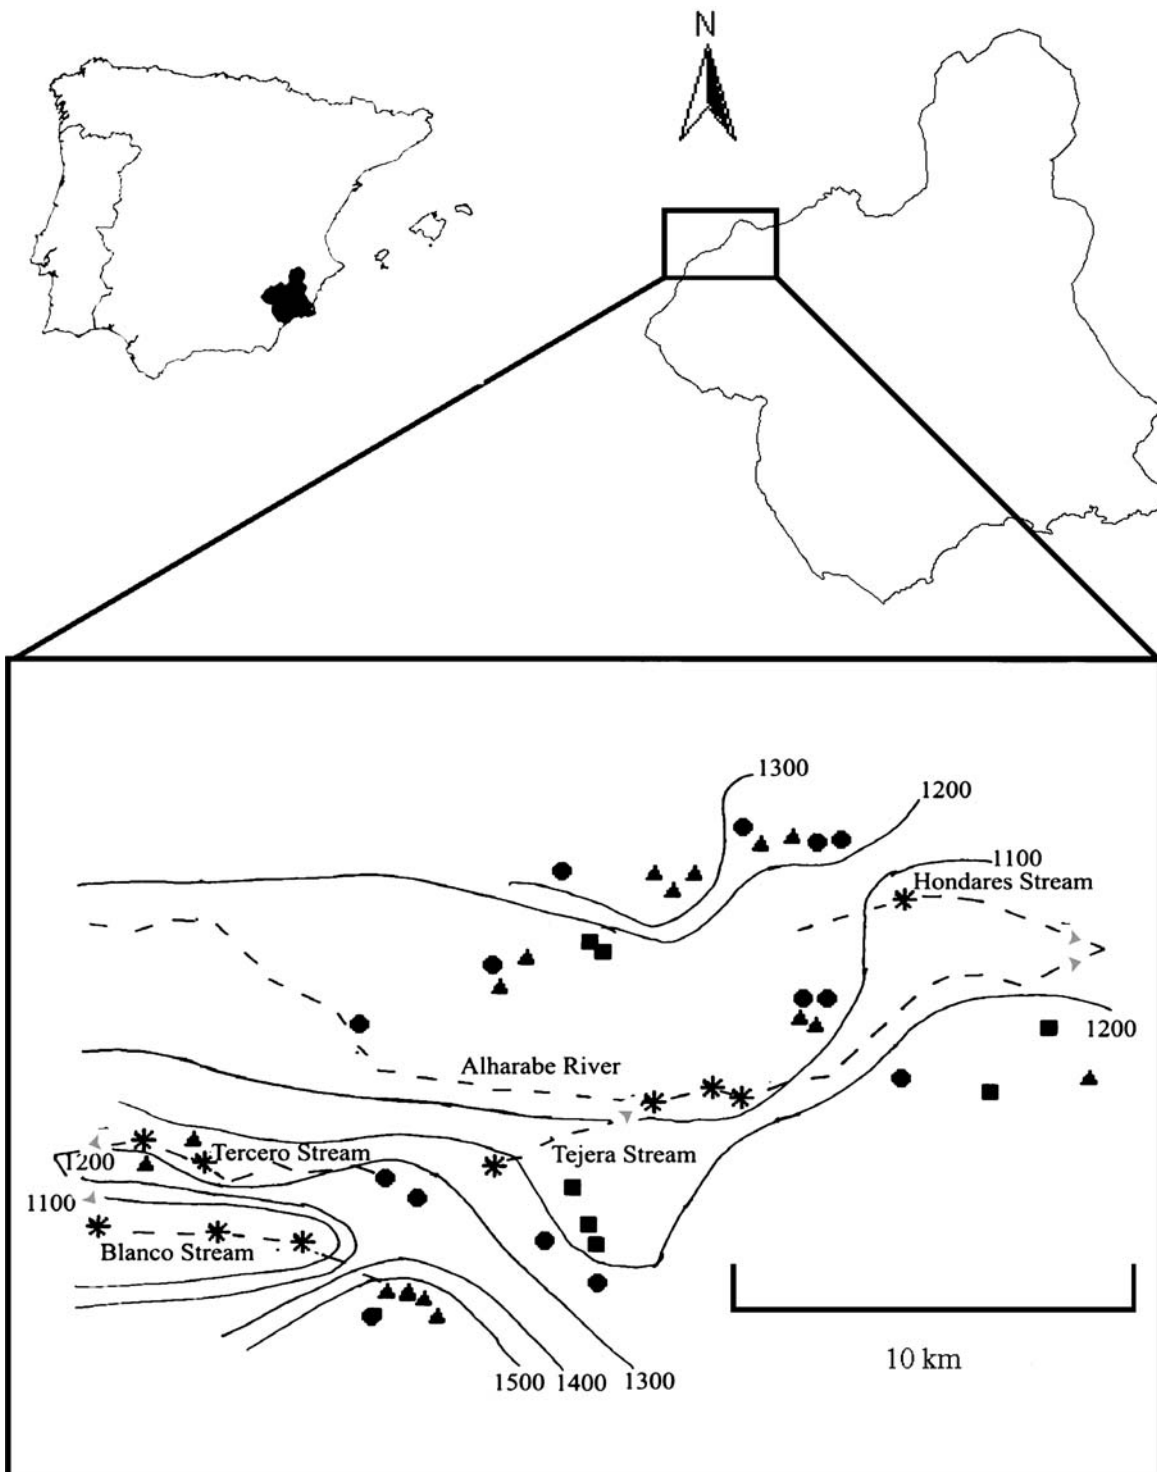 N
1300
1200
1100
Hondares Stream
1200
Alharabe River
Tercero Stream
Tejera Stream
1200
1100
Blanco Stream
10 km
1500 1400 1300